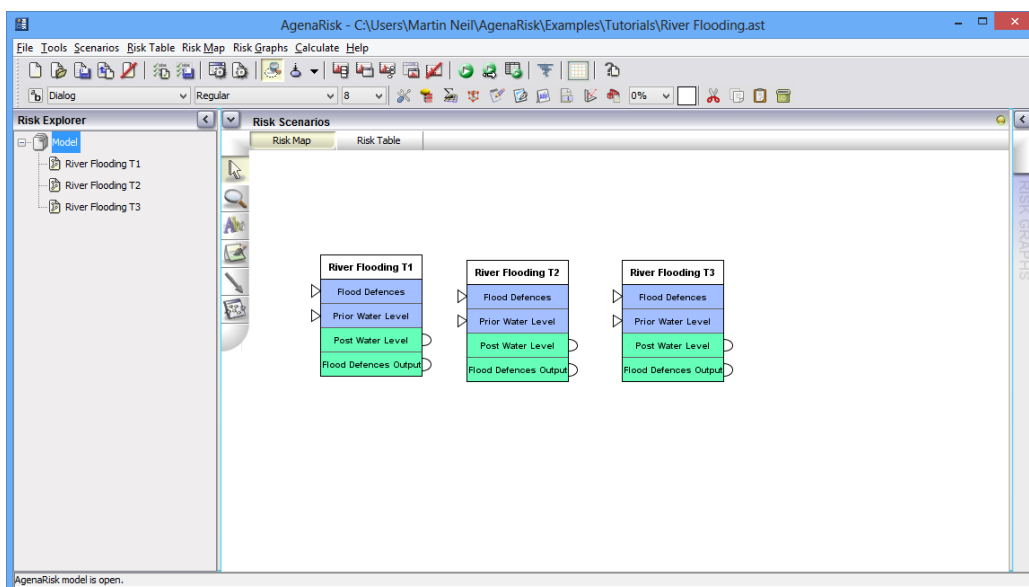 AgenaRisk - C:\Users\Martin Neil\AgenaRisk\Examples\Tutorials\River Flooding.ast
File Tools Scenarios Risk Table Risk Map Risk Graphs Calculate Help
Dialog Regular 8 0%
Risk Explorer
Model
River Flooding T1
River Flooding T2
River Flooding T3
Risk Scenarios
Risk Map Risk Table
Abc
River Flooding T1
Flood Defences
Prior Water Level
Post Water Level
Flood Defences Output
River Flooding T2
Flood Defences
Prior Water Level
Post Water Level
Flood Defences Output
River Flooding T3
Flood Defences
Prior Water Level
Post Water Level
Flood Defences Output
RISK GRAPHS
AgenaRisk model is open.